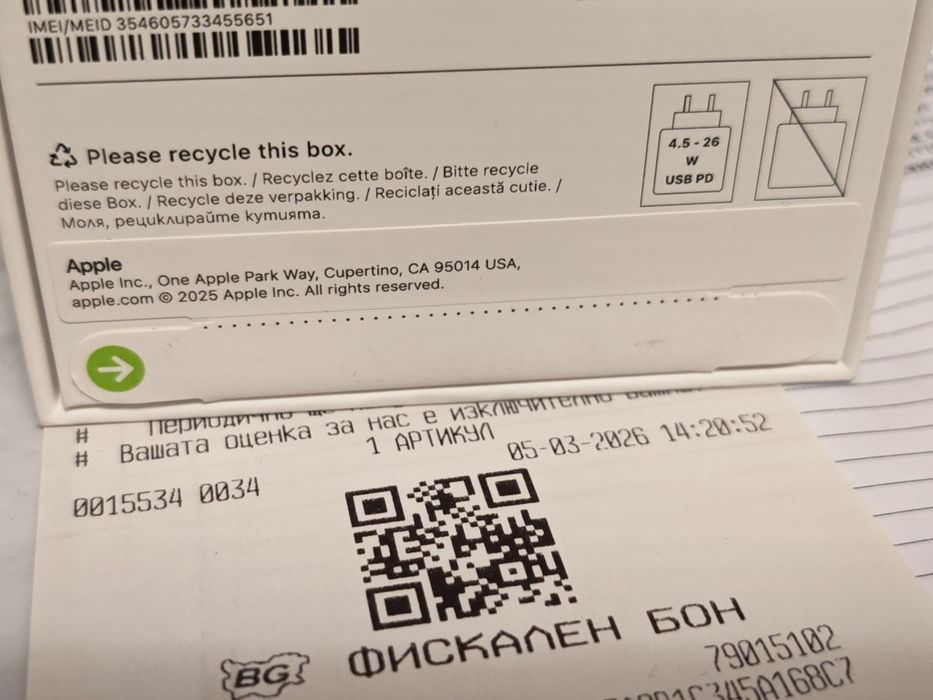 IMEI/MEID 354605733455651
4.5 - 26
W
USB PD
Please recycle this box.
Please recycle this box. / Recyclez cette boîte. / Bitte recycle
diese Box. / Recycle deze verpakking. / Reciclați această cutie. /
Моля, рециклирайте кутията.
Apple
Apple Inc., One Apple Park Way, Cupertino, CA 95014 USA,
apple.com © 2025 Apple Inc. All rights reserved.
# Периодично
# Вашата оценка за нас е изключително
1 АРТИКУЛ
05-03-2026 14:20:52
0015534 0034
BG
ФИСКАЛЕН БОН
79015102